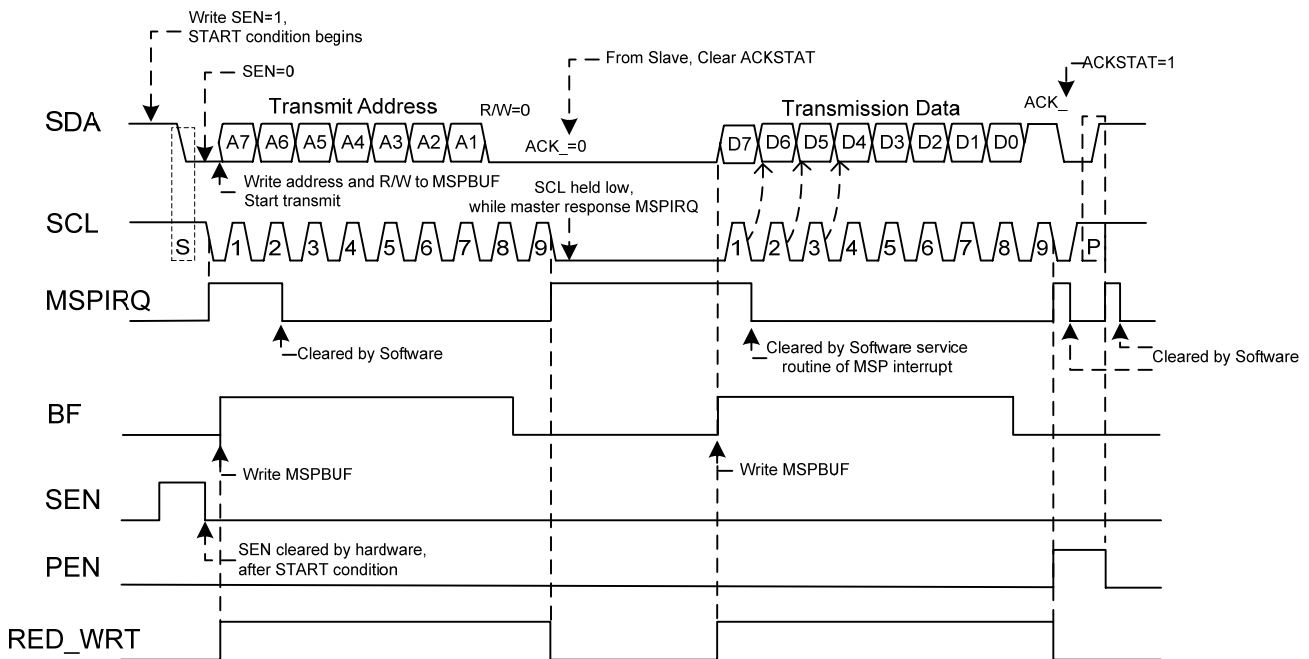 Write SEN=1,
START condition begins
SEN=0
From Slave, Clear ACKSTAT
ACKSTAT=1
SDA
Transmit Address
R/W=0
ACK_=0
Transmission Data
ACK_
A7 A6 A5 A4 A3 A2 A1
D7 D6 D5 D4 D3 D2 D1 D0
Write address and R/W to MSPBUF
Start transmit
SCL held low,
while master response MSPIRQ
SCL
S 1 2 3 4 5 6 7 8 9 1 2 3 4 5 6 7 8 9 P
MSPIRQ
Cleared by Software
Cleared by Software service
routine of MSP interrupt
Cleared by Software
BF
Write MSPBUF
Write MSPBUF
SEN
SEN cleared by hardware,
after START condition
PEN
RED_WRT